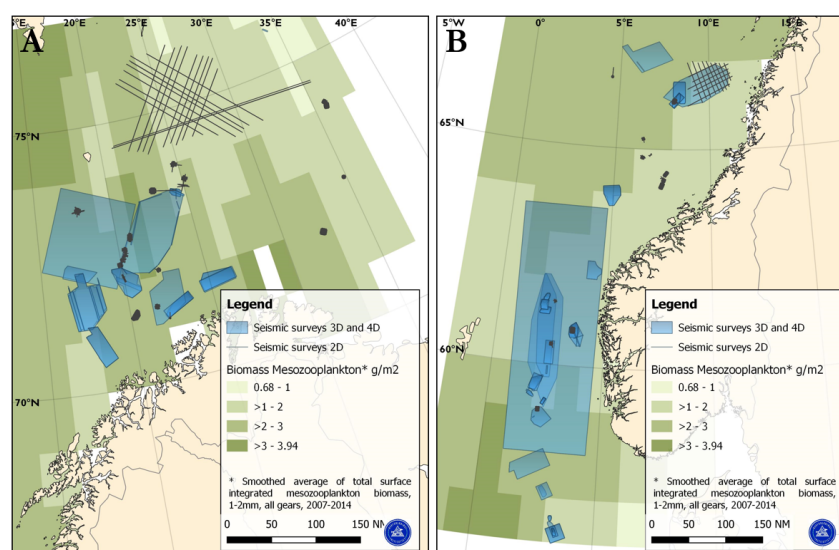 A
20°E 25°E 30°E 35°E 40°E
75°N
70°N
Legend
Seismic surveys 3D and 4D
Seismic surveys 2D
Biomass Mesozooplankton* g/m2
0.68 - 1
>1 - 2
>2 - 3
>3 - 3.94
* Smoothed average of total surface
integrated mesozooplankton biomass,
1-2mm, all gears, 2007-2014
0 50 100 150 NM
B
5°W 0° 5°E 10°E 15°E
65°N
60°N
Legend
Seismic surveys 3D and 4D
Seismic surveys 2D
Biomass Mesozooplankton* g/m2
0.68 - 1
>1 - 2
>2 - 3
>3 - 3.94
* Smoothed average of total surface
integrated mesozooplankton biomass,
1-2mm, all gears, 2007-2014
0 50 100 150 NM